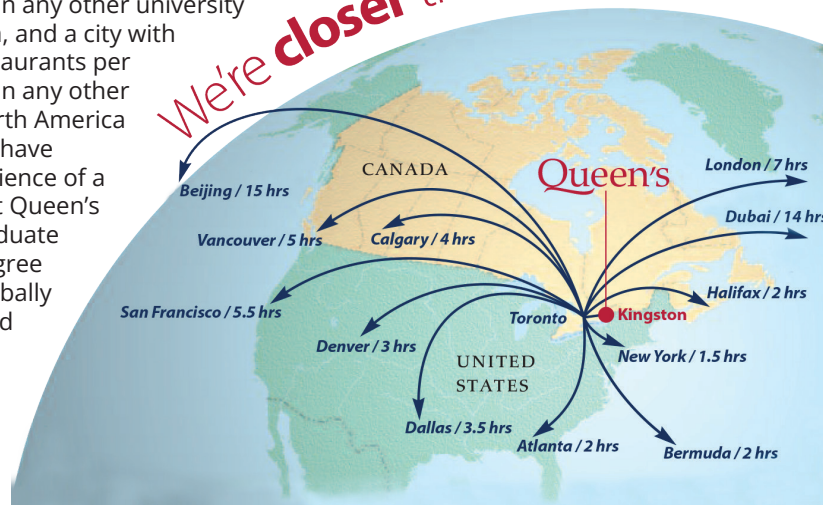 n any other university
, and a city with
aurants per
n any other
rth America
have
ience of a
t Queen's
duate
gree
bally
d
We're closer
Beijing / 15 hrs
CANADA
Queen's
London / 7 hrs
Dubai / 14 hrs
Vancouver / 5 hrs
Calgary / 4 hrs
San Francisco / 5.5 hrs
Halifax / 2 hrs
Toronto
Kingston
Denver / 3 hrs
New York / 1.5 hrs
UNITED
STATES
Dallas / 3.5 hrs
Atlanta / 2 hrs
Bermuda / 2 hrs